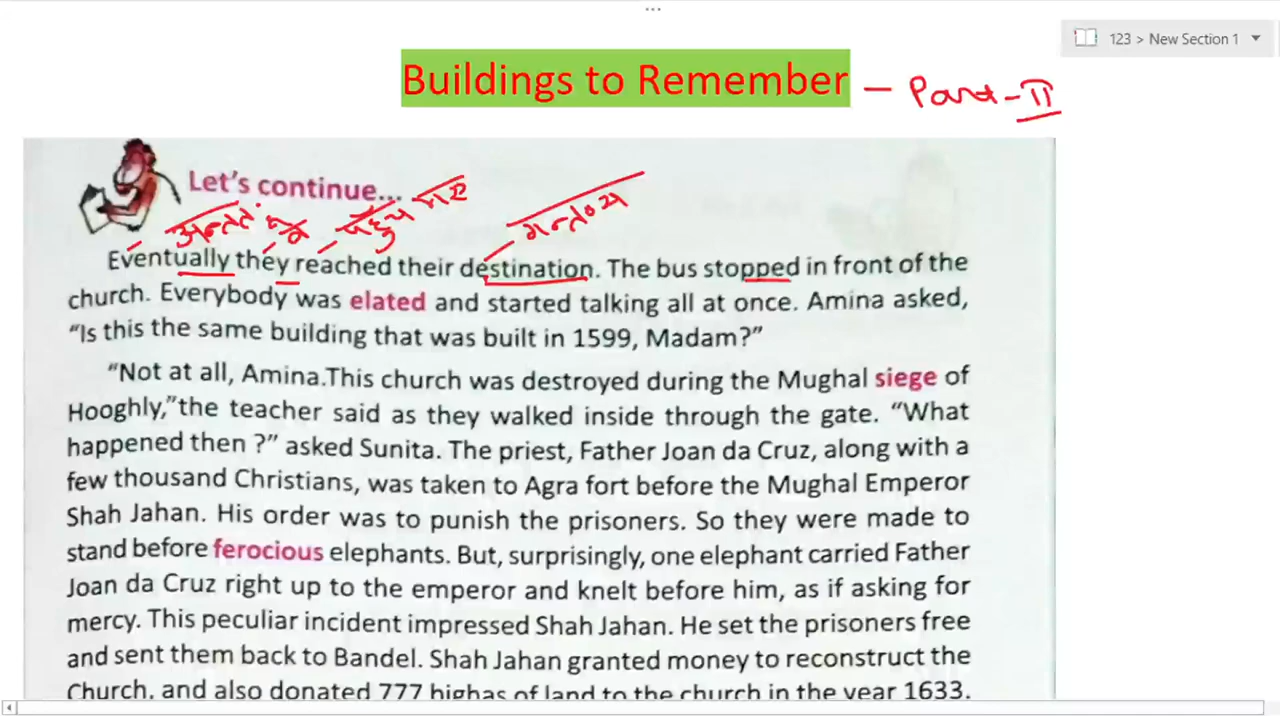 123 > New Section 1
Buildings to Remember – Part-II
Let's continue...
Eventually they reached their destination. The bus stopped in front of the
church. Everybody was elated and started talking all at once. Amina asked,
"Is this the same building that was built in 1599, Madam?"
"Not at all, Amina.This church was destroyed during the Mughal siege of
Hooghly,"the teacher said as they walked inside through the gate. "What
happened then ?" asked Sunita. The priest, Father Joan da Cruz, along with a
few thousand Christians, was taken to Agra fort before the Mughal Emperor
Shah Jahan. His order was to punish the prisoners. So they were made to
stand before ferocious elephants. But, surprisingly, one elephant carried Father
Joan da Cruz right up to the emperor and knelt before him, as if asking for
mercy. This peculiar incident impressed Shah Jahan. He set the prisoners free
and sent them back to Bandel. Shah Jahan granted money to reconstruct the
Church, and also donated 777 bighas of land to the church in the year 1633.